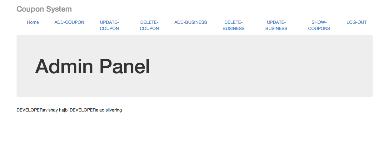 Coupon System
Home ADD-COUPON UPDATE-COUPON DELETE-COUPON ADD-BUSINESS DELETE-BUSINESS UPDATE-BUSINESS SHOW-COUPONS LOG-OUT
Admin Panel